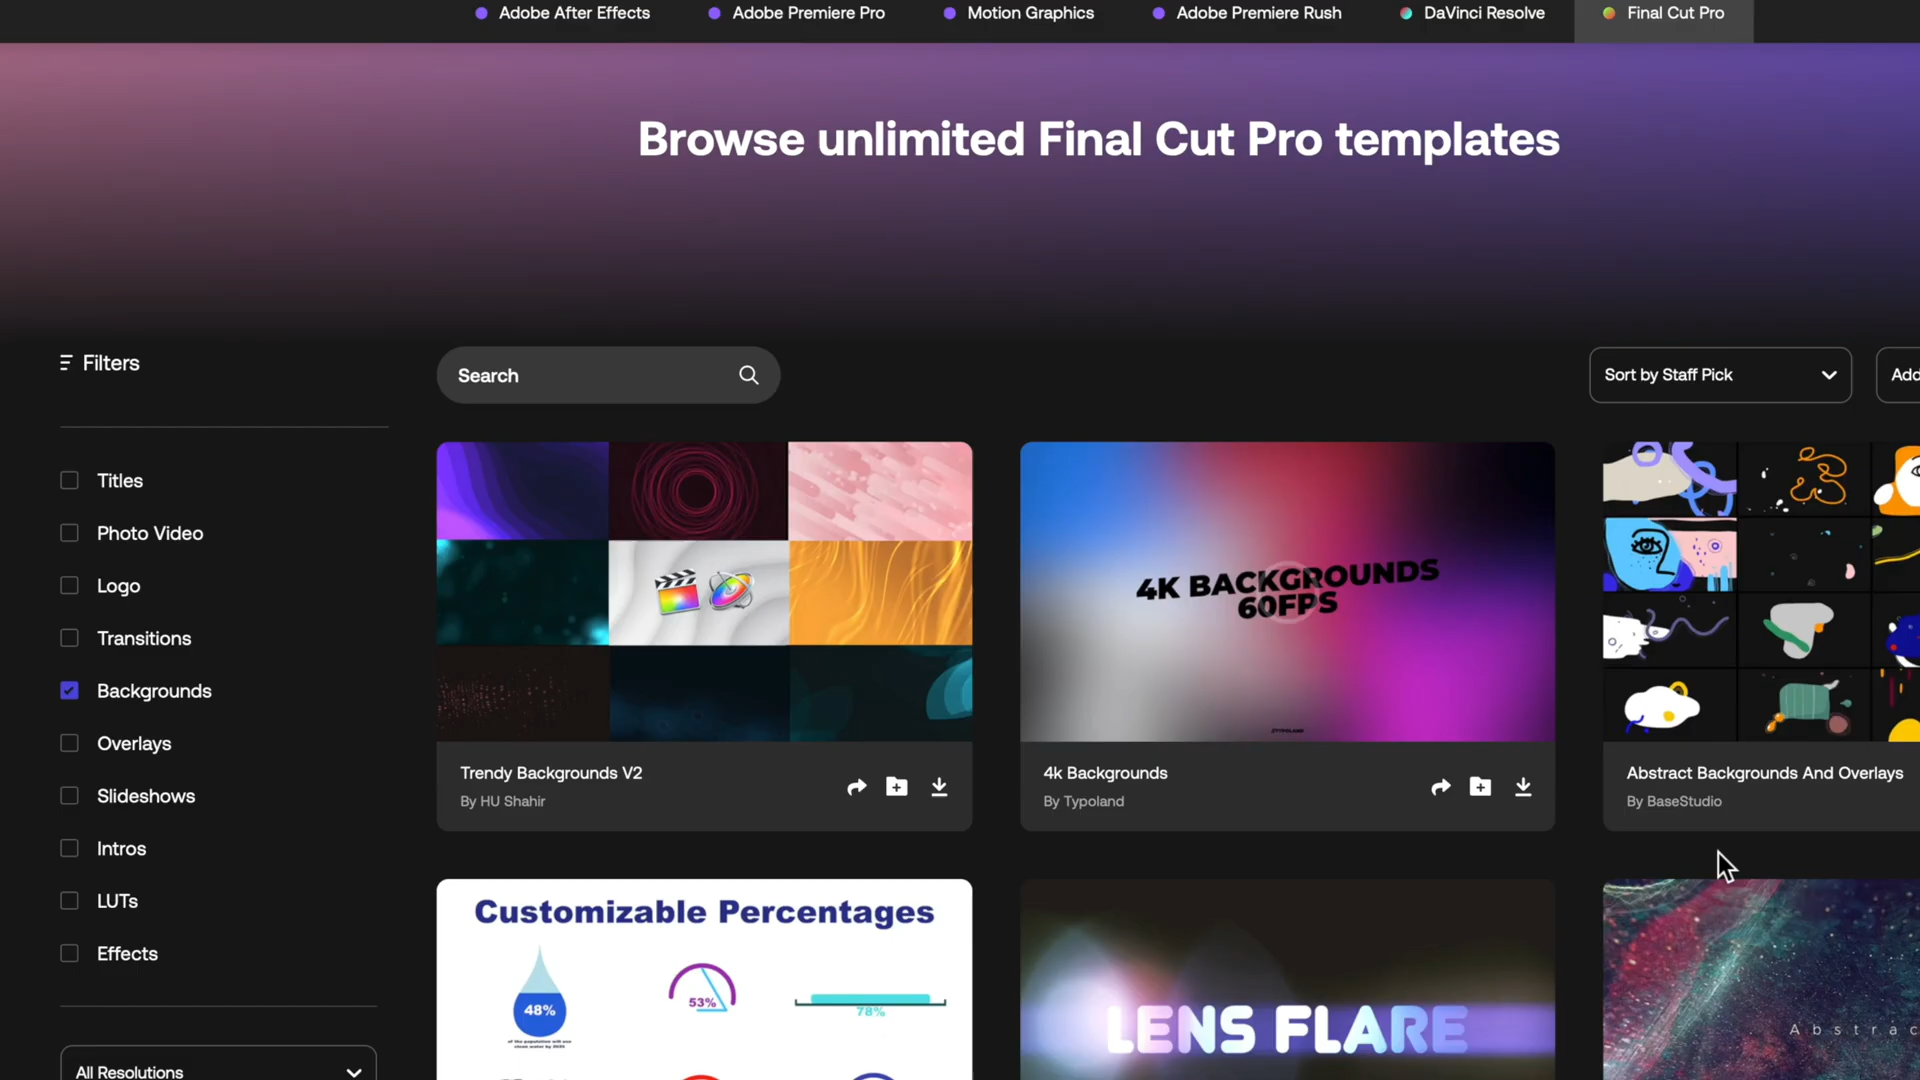 Adobe After Effects
Adobe Premiere Pro
Motion Graphics
Adobe Premiere Rush
DaVinci Resolve
Final Cut Pro
Browse unlimited Final Cut Pro templates
Filters
Search
Sort by Staff Pick
Add
Titles
Photo Video
Logo
Transitions
Backgrounds
Overlays
Slideshows
Intros
LUTs
Effects
All Resolutions
4K BACKGROUNDS
60FPS
Trendy Backgrounds V2
By HU Shahir
4k Backgrounds
By Typoland
Abstract Backgrounds And Overlays
By BaseStudio
Customizable Percentages
48%
53%
78%
LENS FLARE
Abstrac